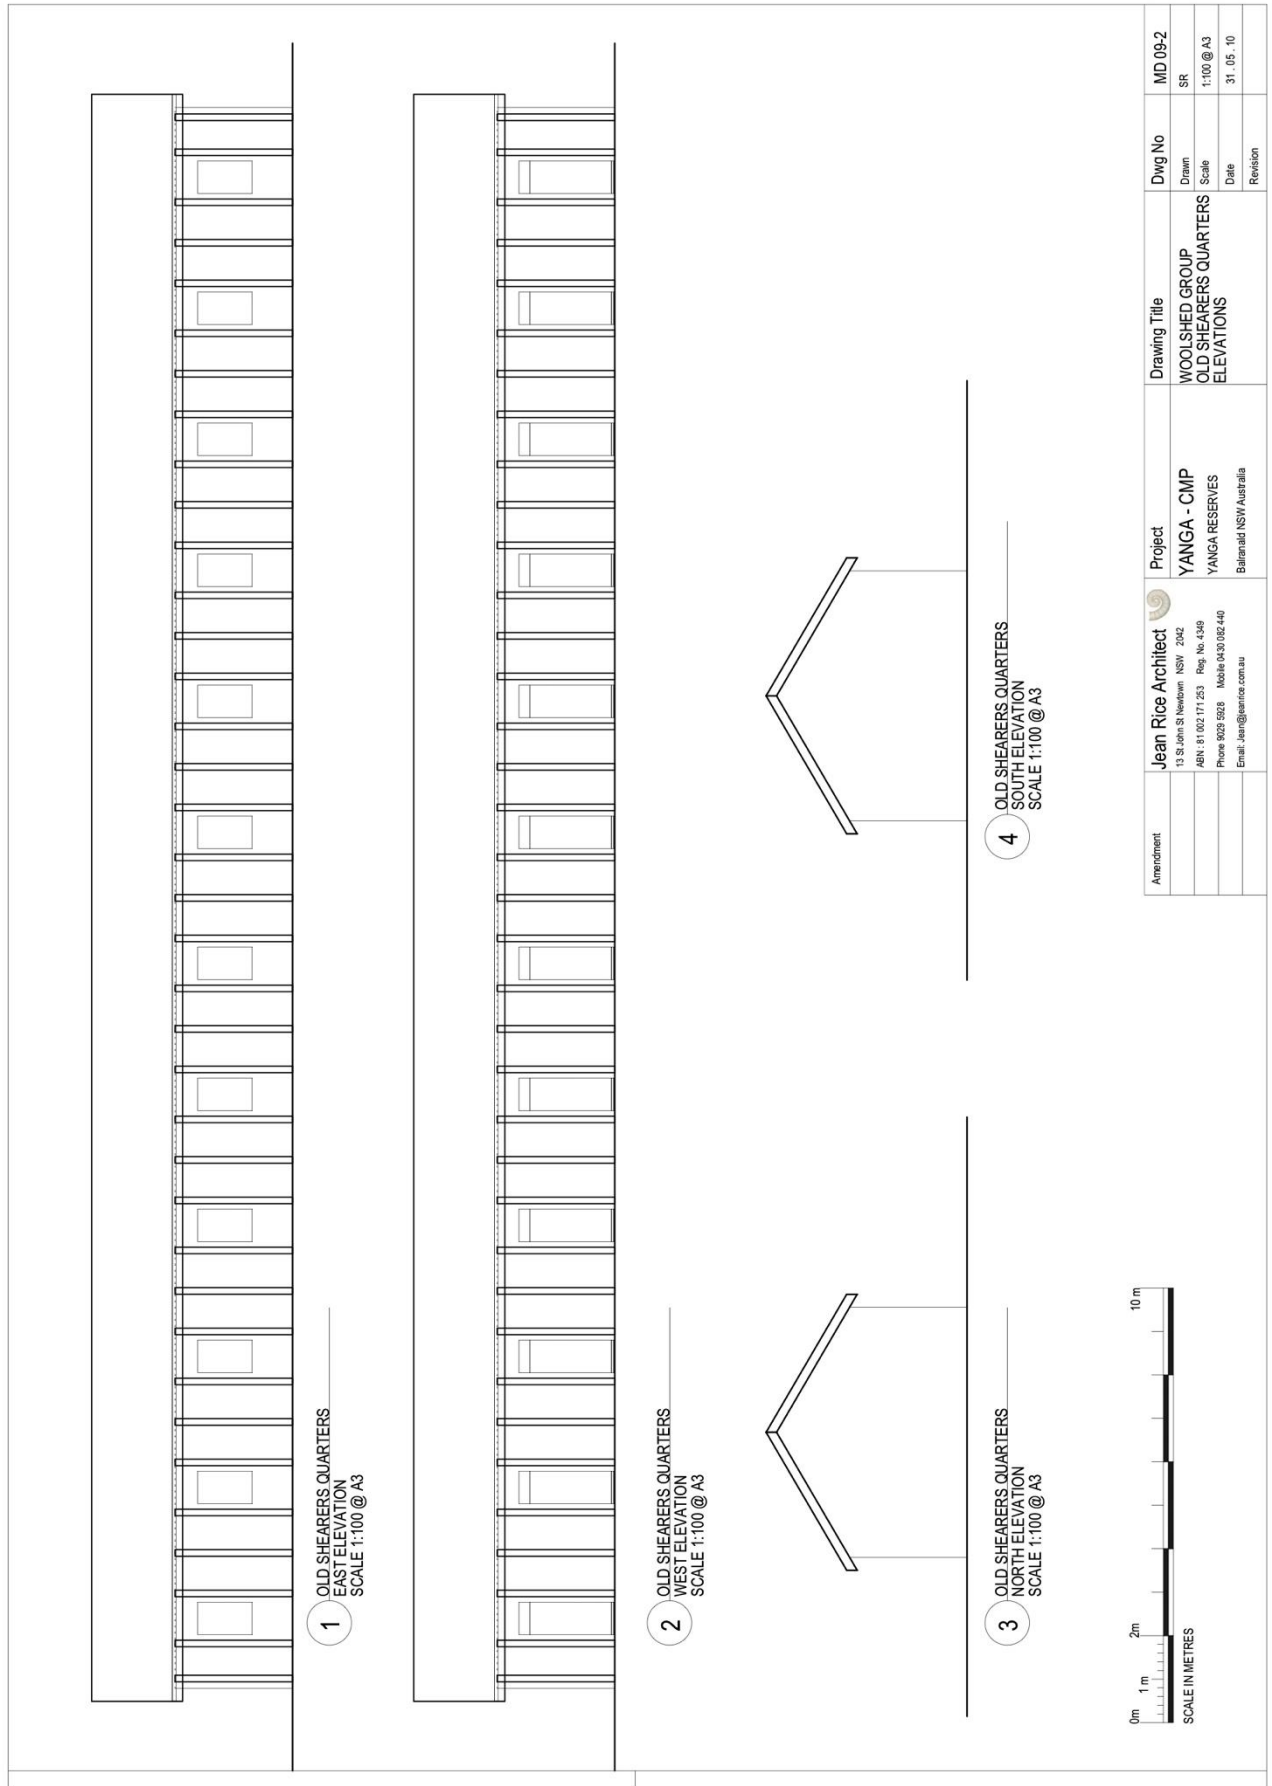 1
OLD SHEARERS QUARTERS
EAST ELEVATION
SCALE 1:100 @ A3
2
OLD SHEARERS QUARTERS
WEST ELEVATION
SCALE 1:100 @ A3
3
OLD SHEARERS QUARTERS
NORTH ELEVATION
SCALE 1:100 @ A3
4
OLD SHEARERS QUARTERS
SOUTH ELEVATION
SCALE 1:100 @ A3
0m 1 m 2m 10 m
SCALE IN METRES
Amendment
Jean Rice Architect
13 St John St Newtown NSW 2042
ABN : 81 002 171 253 Reg. No. 4349
Phone 9029 5928 Mobile 0430 082 440
Email: Jean@jeanrice.com.au
Project
YANGA - CMP
YANGA RESERVES
Balranald NSW Australia
Drawing Title
WOOLSHED GROUP
OLD SHEARERS QUARTERS
ELEVATIONS
Dwg No MD 09-2
Drawn SR
Scale 1:100 @ A3
Date 31 . 05 . 10
Revision